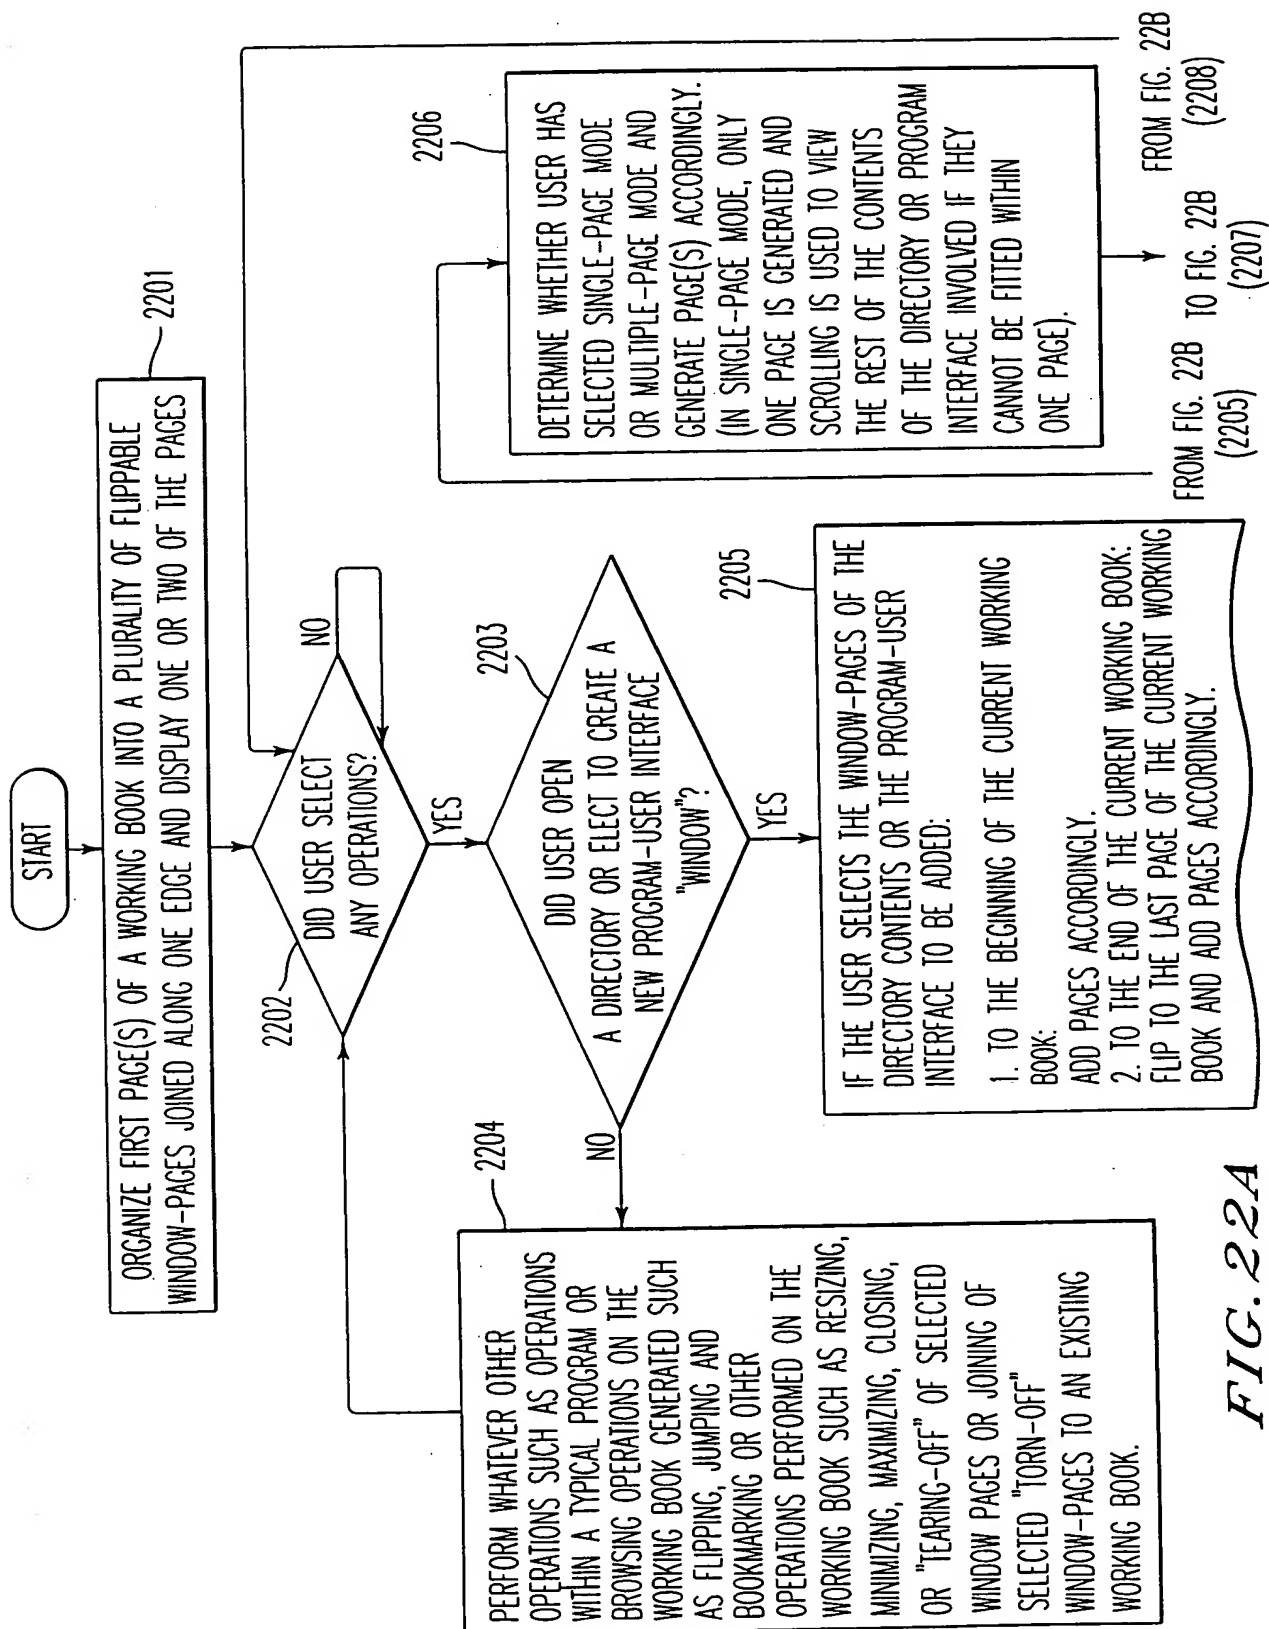 START
2201
ORGANIZE FIRST PAGE(S) OF A WORKING BOOK INTO A PLURALITY OF FLIPPABLE
WINDOW-PAGES JOINED ALONG ONE EDGE AND DISPLAY ONE OR TWO OF THE PAGES
2202
DID USER SELECT
ANY OPERATIONS?
NO
YES
2203
DID USER OPEN
A DIRECTORY OR ELECT TO CREATE A
NEW PROGRAM-USER INTERFACE
"WINDOW"?
NO
YES
2204
PERFORM WHATEVER OTHER
OPERATIONS SUCH AS OPERATIONS
WITHIN A TYPICAL PROGRAM OR
BROWSING OPERATIONS ON THE
WORKING BOOK GENERATED SUCH
AS FLIPPING, JUMPING AND
BOOKMARKING OR OTHER
OPERATIONS PERFORMED ON THE
WORKING BOOK SUCH AS RESIZING,
MINIMIZING, MAXIMIZING, CLOSING,
OR "TEARING-OFF" OF SELECTED
WINDOW PAGES OR JOINING OF
SELECTED "TORN-OFF"
WINDOW-PAGES TO AN EXISTING
WORKING BOOK.
2205
IF THE USER SELECTS THE WINDOW-PAGES OF THE
DIRECTORY CONTENTS OR THE PROGRAM-USER
INTERFACE TO BE ADDED:
1. TO THE BEGINNING OF THE CURRENT WORKING
BOOK:
ADD PAGES ACCORDINGLY.
2. TO THE END OF THE CURRENT WORKING BOOK:
FLIP TO THE LAST PAGE OF THE CURRENT WORKING
BOOK AND ADD PAGES ACCORDINGLY.
2206
DETERMINE WHETHER USER HAS
SELECTED SINGLE-PAGE MODE
OR MULTIPLE-PAGE MODE AND
GENERATE PAGE(S) ACCORDINGLY.
(IN SINGLE-PAGE MODE, ONLY
ONE PAGE IS GENERATED AND
SCROLLING IS USED TO VIEW
THE REST OF THE CONTENTS
OF THE DIRECTORY OR PROGRAM
INTERFACE INVOLVED IF THEY
CANNOT BE FITTED WITHIN
ONE PAGE).
FROM FIG. 22B
(2205)
TO FIG. 22B
(2207)
FROM FIG. 22B
(2208)
FIG. 22A